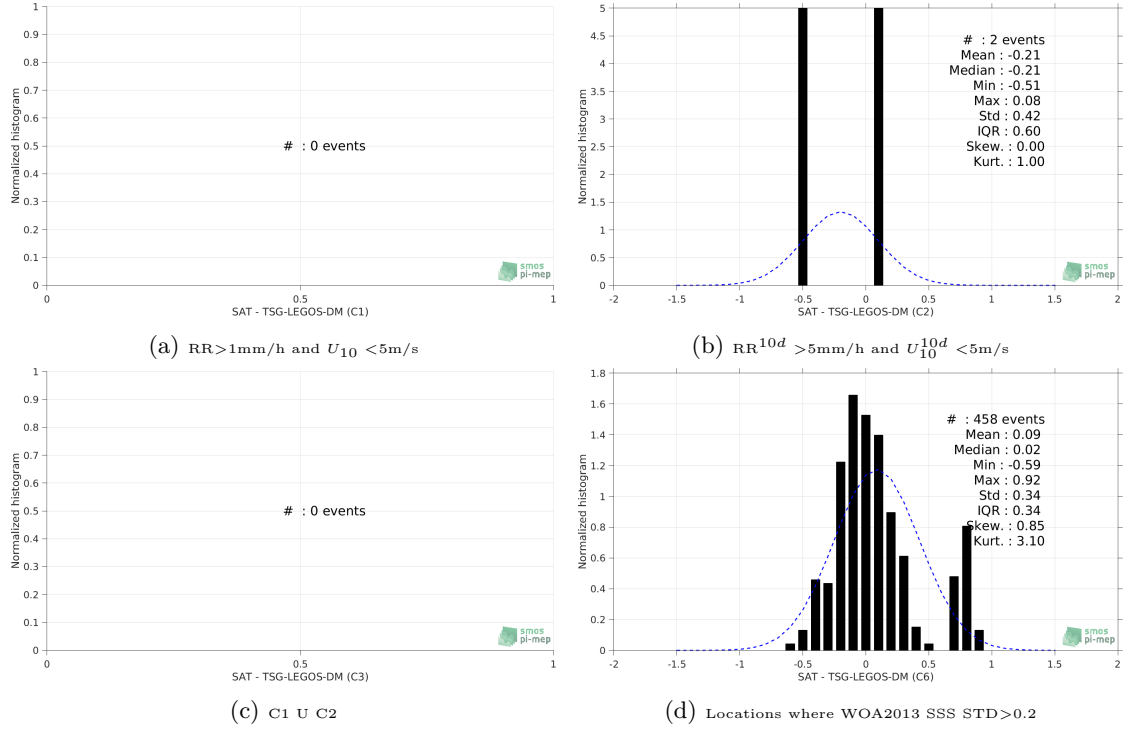 1
0.9
0.8
0.7
0.6
0.5
0.4
0.3
0.2
0.1
0
Normalized histogram
# : 0 events
smos
pi-mep
0 0.5 1
SAT - TSG-LEGOS-DM (C1)
(a) RR>1mm/h and U10 <5m/s
5
4.5
4
3.5
3
2.5
2
1.5
1
0.5
0
Normalized histogram
# : 2 events
Mean : -0.21
Median : -0.21
Min : -0.51
Max : 0.08
Std : 0.42
IQR : 0.60
Skew. : 0.00
Kurt. : 1.00
smos
pi-mep
-2 -1.5 -1 -0.5 0 0.5 1 1.5 2
SAT - TSG-LEGOS-DM (C2)
(b) RR^10d >5mm/h and U10^10d <5m/s
1
0.9
0.8
0.7
0.6
0.5
0.4
0.3
0.2
0.1
0
Normalized histogram
# : 0 events
smos
pi-mep
0 0.5 1
SAT - TSG-LEGOS-DM (C3)
(c) C1 U C2
1.8
1.6
1.4
1.2
1
0.8
0.6
0.4
0.2
0
Normalized histogram
# : 458 events
Mean : 0.09
Median : 0.02
Min : -0.59
Max : 0.92
Std : 0.34
IQR : 0.34
Skew. : 0.85
Kurt. : 3.10
smos
pi-mep
-2 -1.5 -1 -0.5 0 0.5 1 1.5 2
SAT - TSG-LEGOS-DM (C6)
(d) Locations where WOA2013 SSS STD>0.2